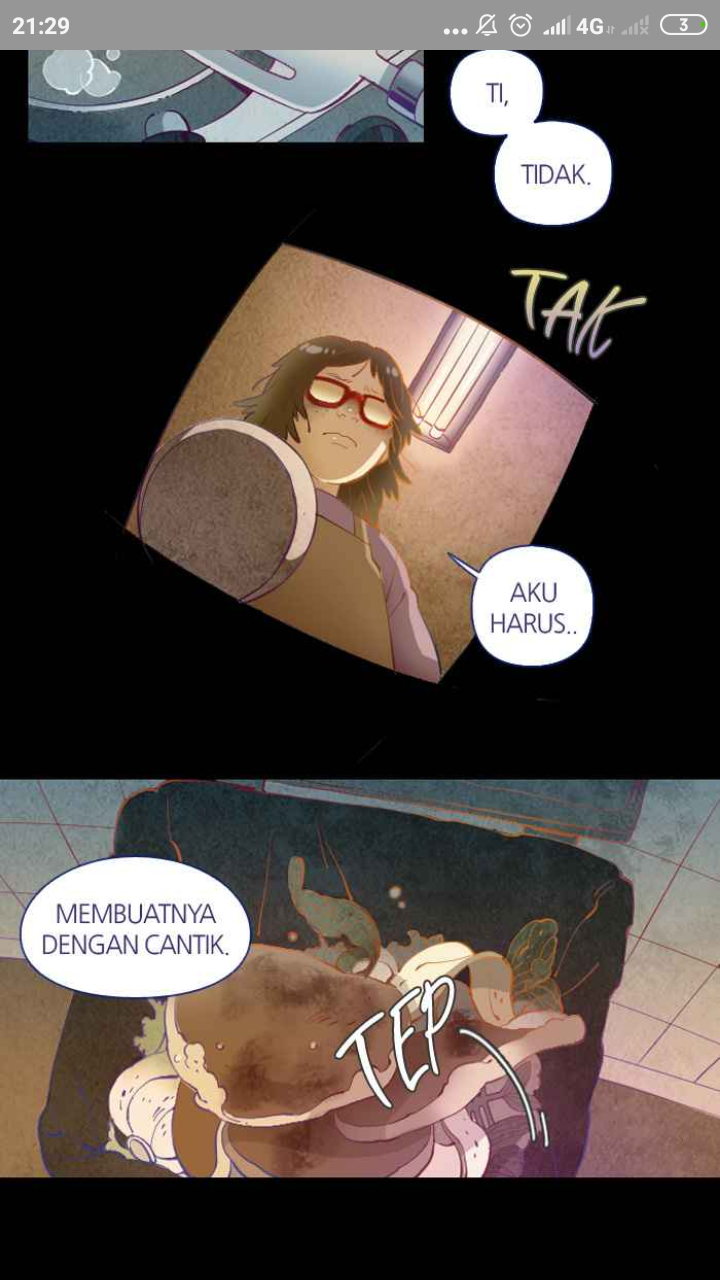 21:29
4G
3
TI,
TIDAK.
TAK
AKU
HARUS..
MEMBUATNYA
DENGAN CANTIK.
TEP